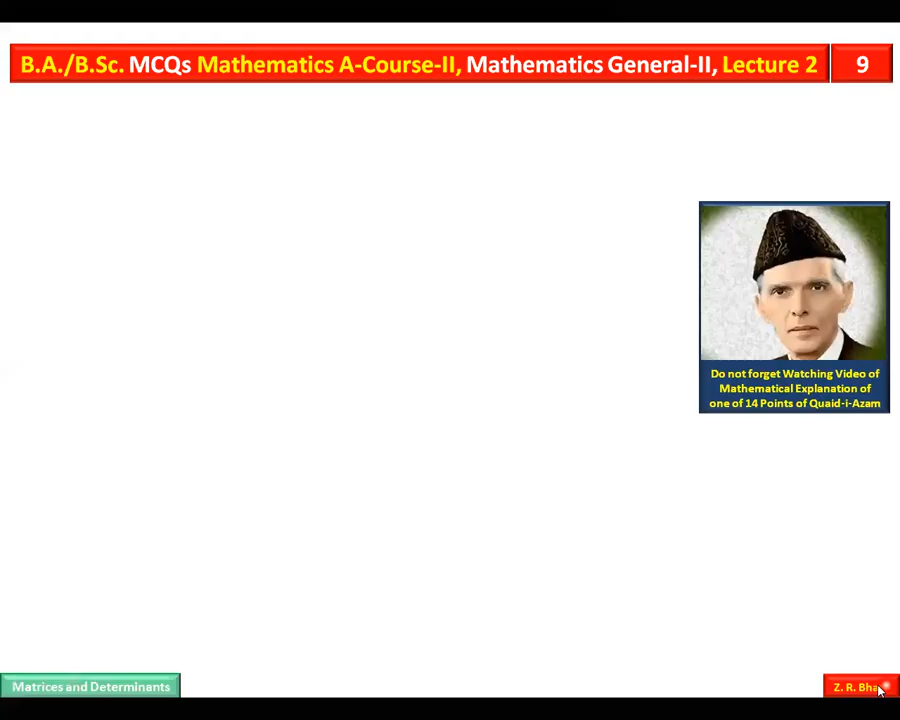 B.A./B.Sc. MCQs Mathematics A-Course-II, Mathematics General-II, Lecture 2
9
Do not forget Watching Video of
Mathematical Explanation of
one of 14 Points of Quaid-i-Azam
Matrices and Determinants
Z. R.